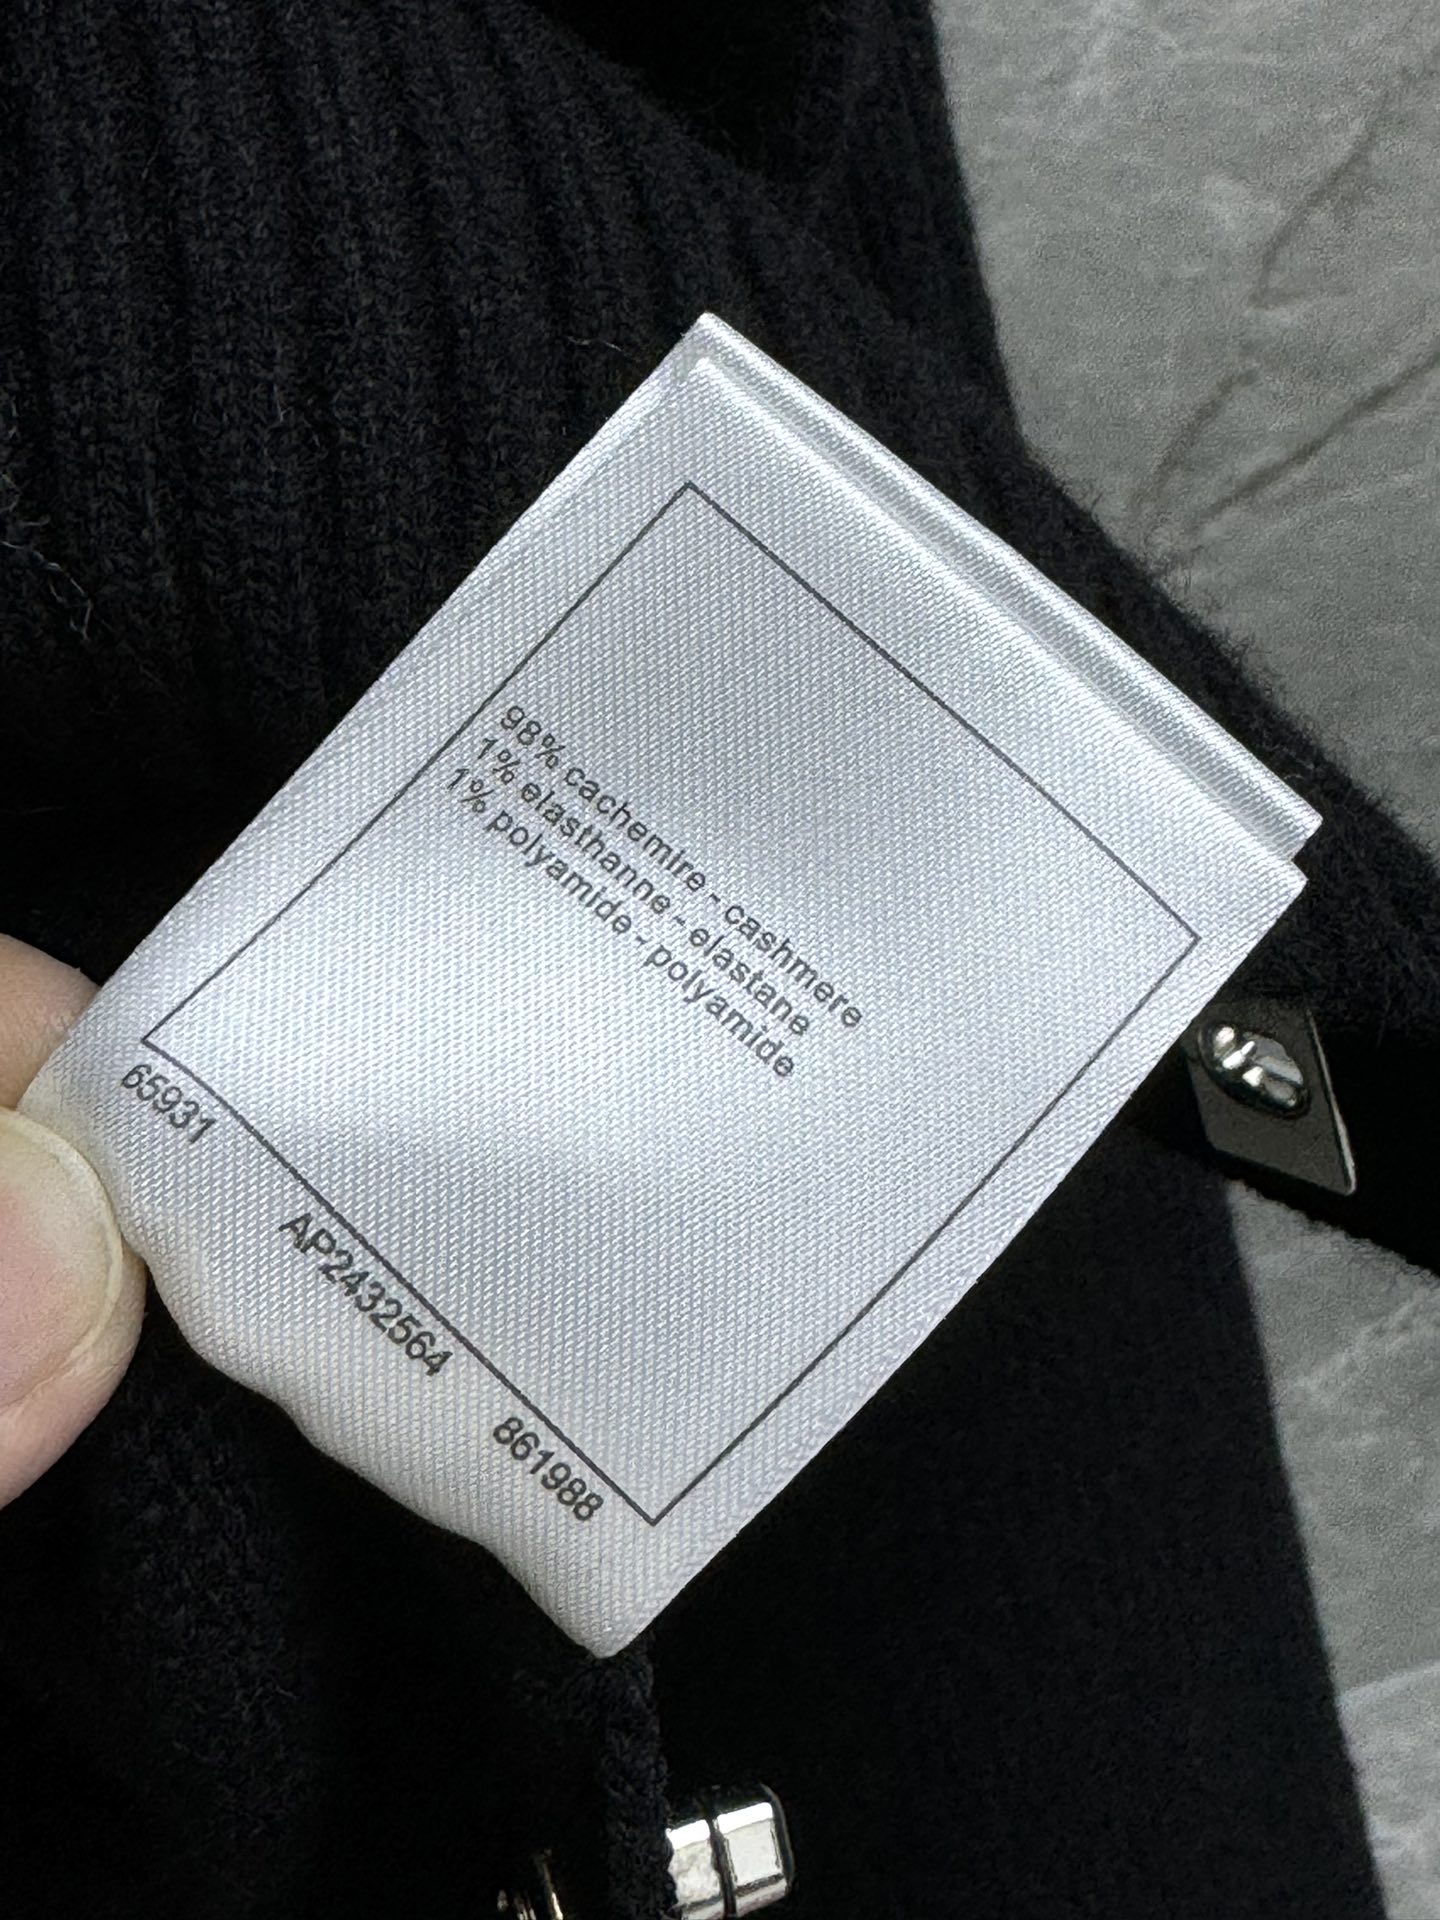 98% cachemire - cashmere
1% elasthanne - elastane
1% polyamide - polyamide
65931 AP2432564 861988